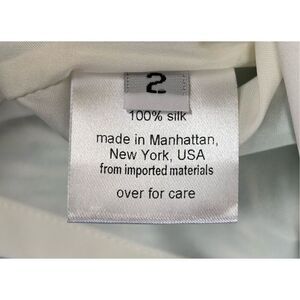 2
100% silk
made in Manhattan,
New York, USA
from imported materials
over for care